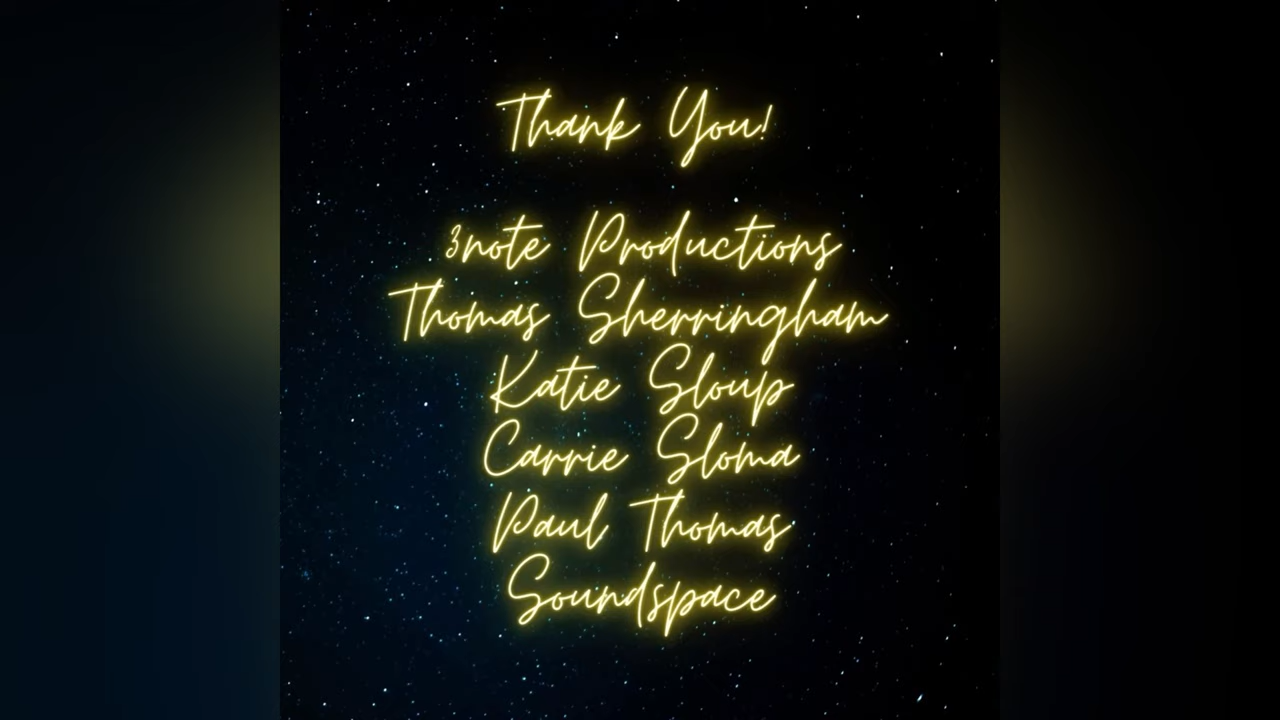 Thank You!
3note Productions
Thomas Sherringham
Katie Sloup
Carrie Sloma
Paul Thomas
Soundspace